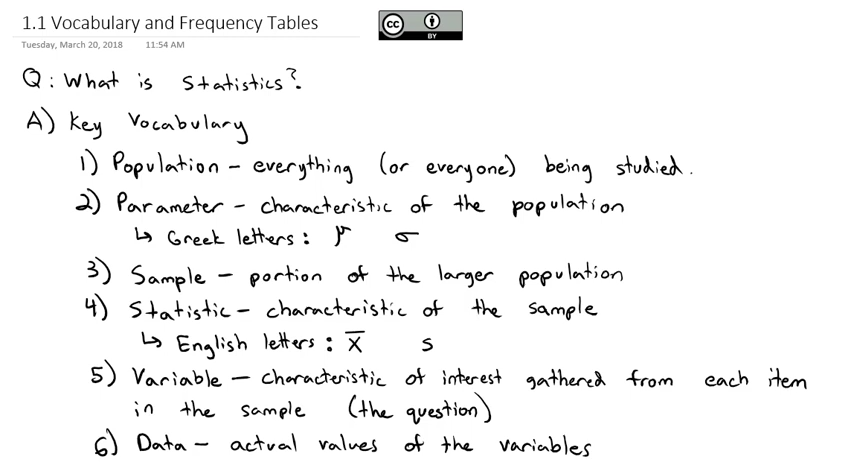 1.1 Vocabulary and Frequency Tables
cc BY
Tuesday, March 20, 2018 11:54 AM
Q: What is Statistics?
A) Key Vocabulary
1) Population – everything (or everyone) being studied.
2) Parameter – characteristic of the population
↳ Greek letters: μ σ
3) Sample – portion of the larger population
4) Statistic – characteristic of the sample
↳ English letters: x̄ s
5) Variable – characteristic of interest gathered from each item
in the sample (the question)
6) Data – actual values of the variables